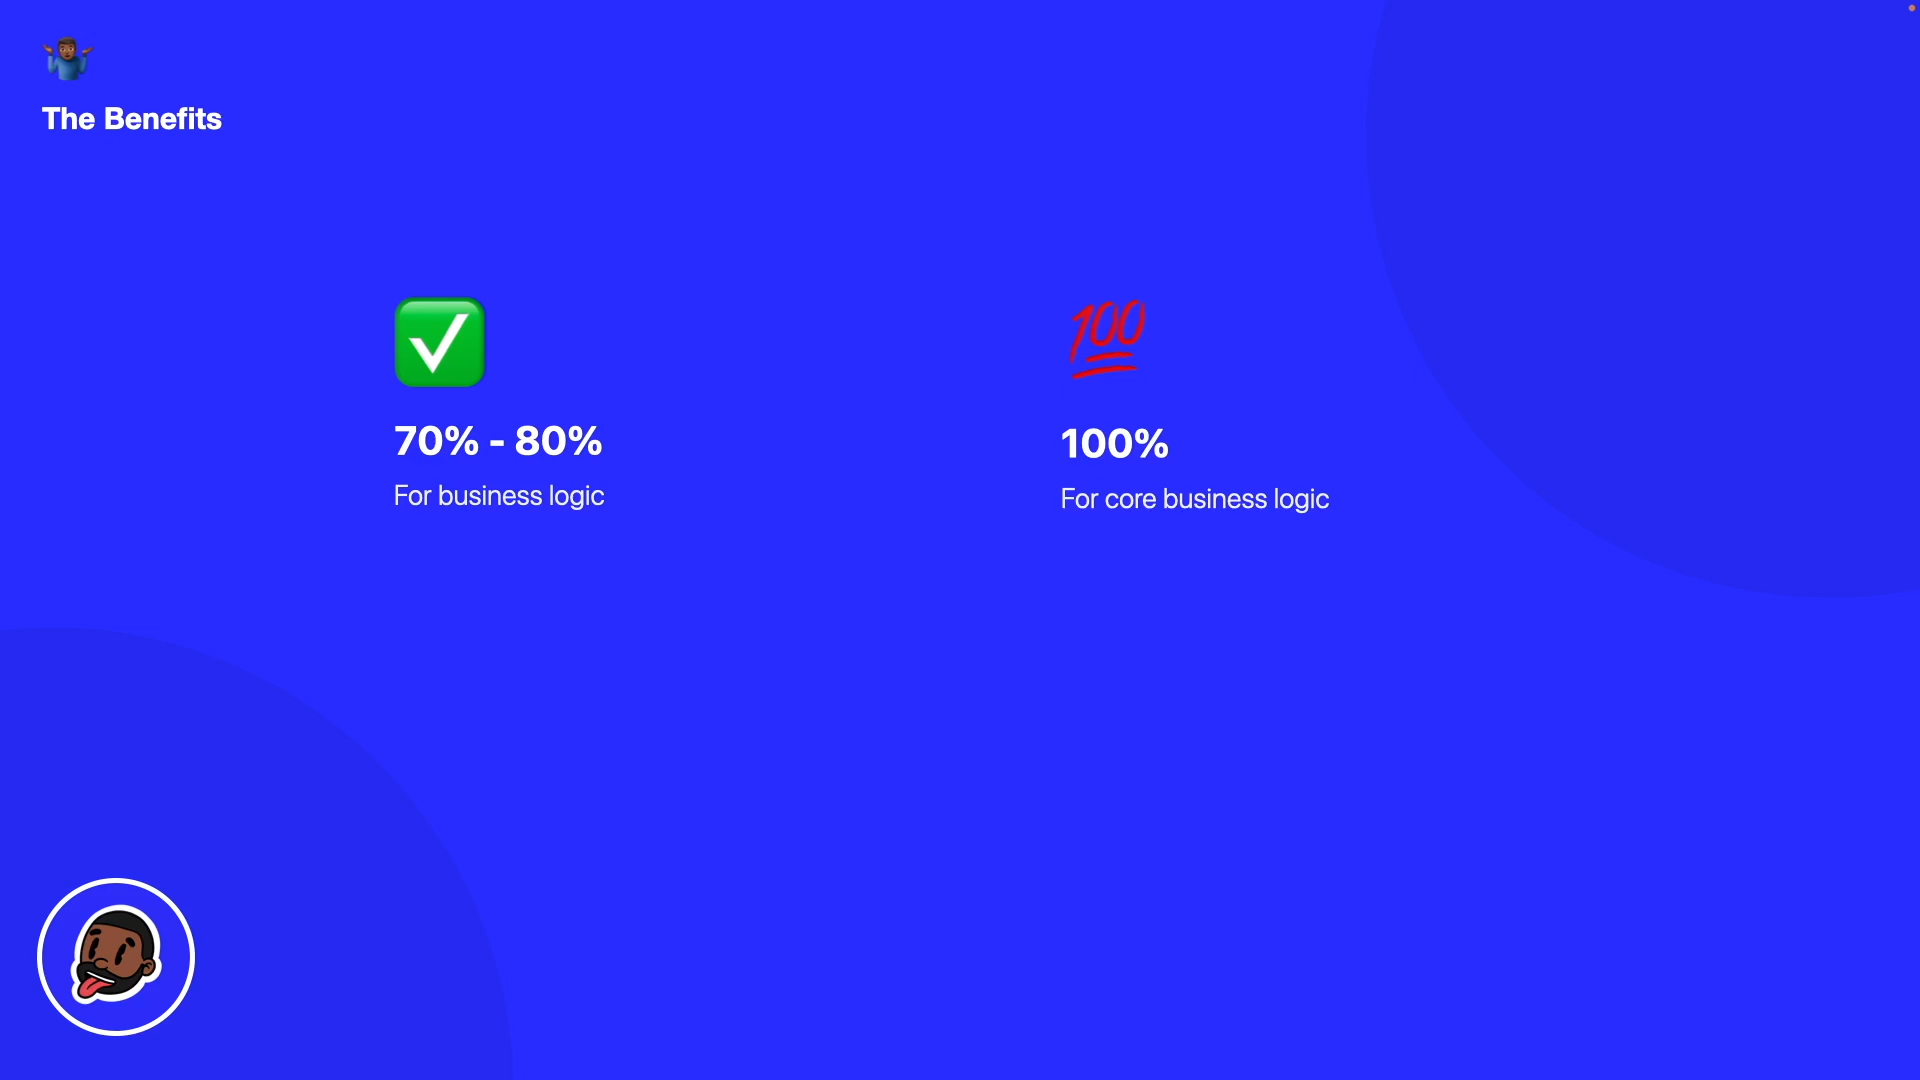 The Benefits
70% - 80%
For business logic
100%
For core business logic